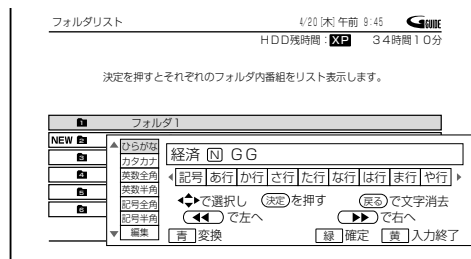 フォルダリスト 4/20[木]午前 9:45 GGUIDE
HDD残時間:XP 34時間10分
決定を押すとそれぞれのフォルダ内番組をリスト表示します。
1 フォルダ1
NEW 2
3
4
5
6
ひらがな
カタカナ
英数全角
英数半角
記号全角
記号半角
編集
経済 N GG
記号 あ行 か行 さ行 た行 な行 は行 ま行 や行
で選択し 決定を押す 戻るで文字消去
◀◀ で左へ ▶▶ で右へ
青 変換 緑 確定 黄 入力終了